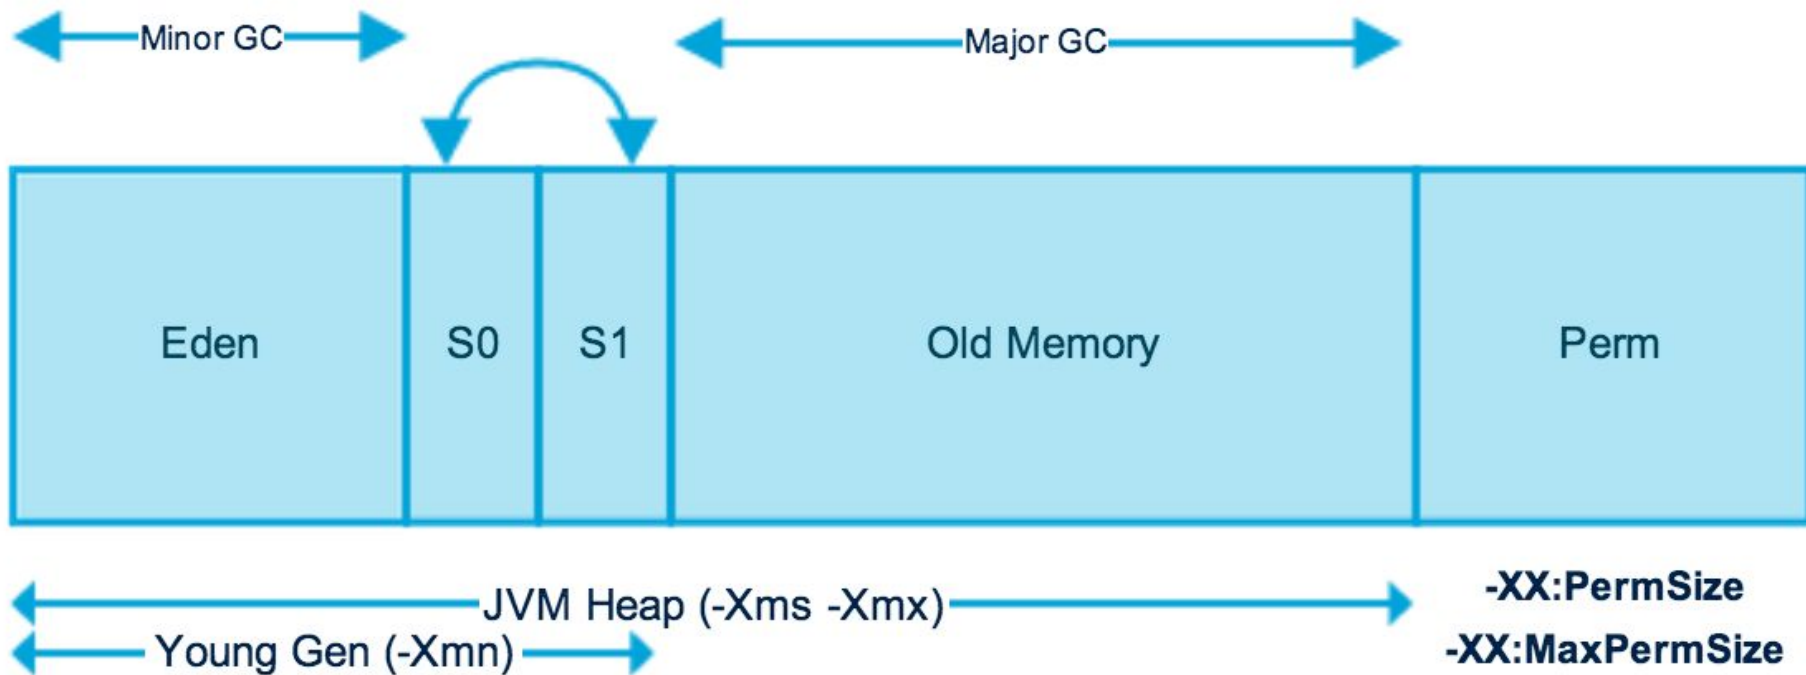 Minor GC
Major GC
Eden
S0
S1
Old Memory
Perm
JVM Heap (-Xms -Xmx)
-XX:PermSize
Young Gen (-Xmn)
-XX:MaxPermSize